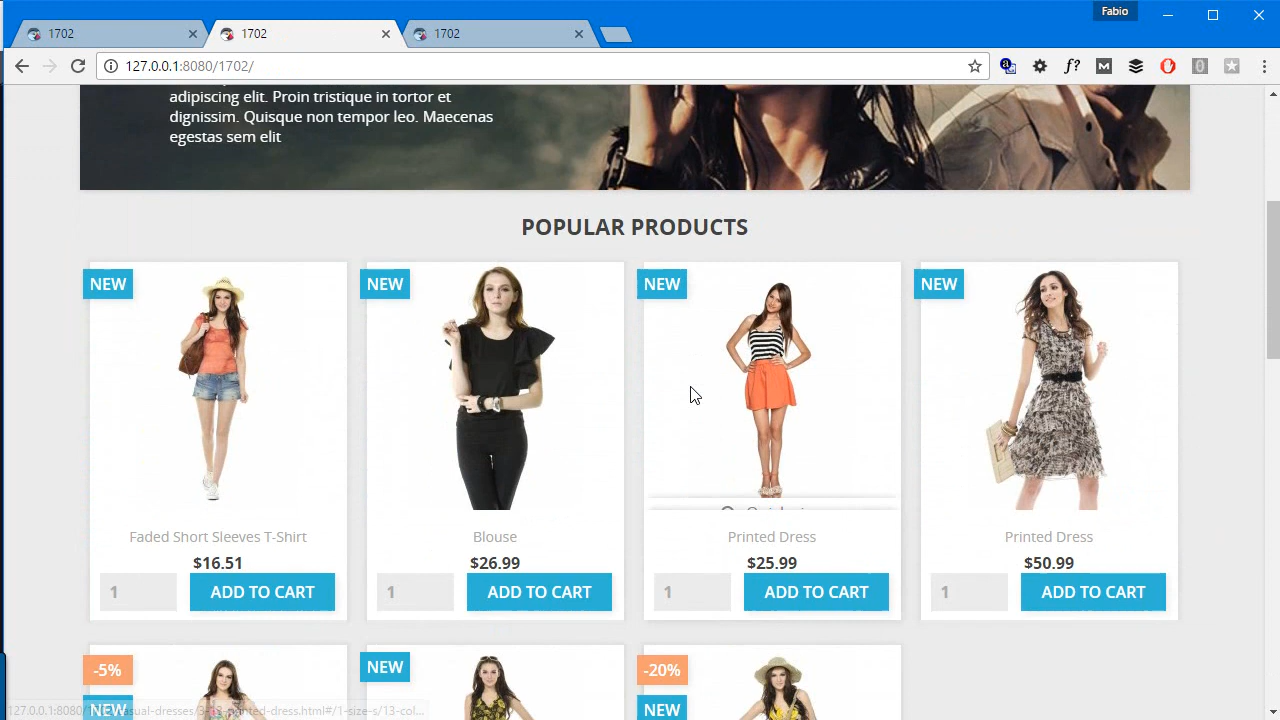 Fabio
1702
1702
1702
127.0.0.1:8080/1702/
adipiscing elit. Proin tristique in tortor et
dignissim. Quisque non tempor leo. Maecenas
egestas sem elit
POPULAR PRODUCTS
NEW
NEW
NEW
NEW
Faded Short Sleeves T-Shirt
Blouse
Printed Dress
Printed Dress
$16.51
$26.99
$25.99
$50.99
1 ADD TO CART
1 ADD TO CART
1 ADD TO CART
1 ADD TO CART
-5%
NEW
-20%
NEW
NEW